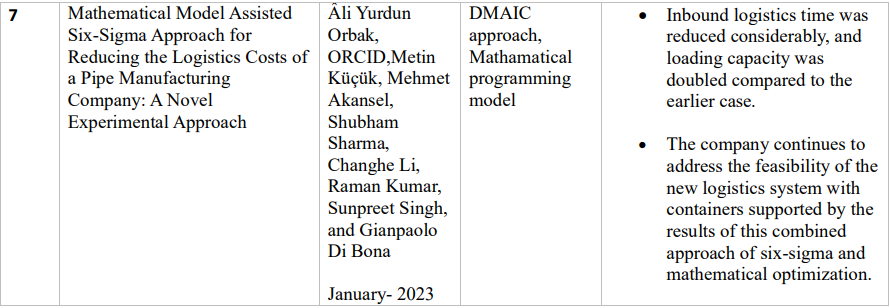 7
Mathematical Model Assisted
Six-Sigma Approach for
Reducing the Logistics Costs of
a Pipe Manufacturing
Company: A Novel
Experimental Approach
Âli Yurdun
Orbak,
ORCID,Metin
Küçük, Mehmet
Akansel,
Shubham
Sharma,
Changhe Li,
Raman Kumar,
Sunpreet Singh,
and Gianpaolo
Di Bona
January- 2023
DMAIC
approach,
Mathamatical
programming
model
• Inbound logistics time was
reduced considerably, and
loading capacity was
doubled compared to the
earlier case.
• The company continues to
address the feasibility of the
new logistics system with
containers supported by the
results of this combined
approach of six-sigma and
mathematical optimization.